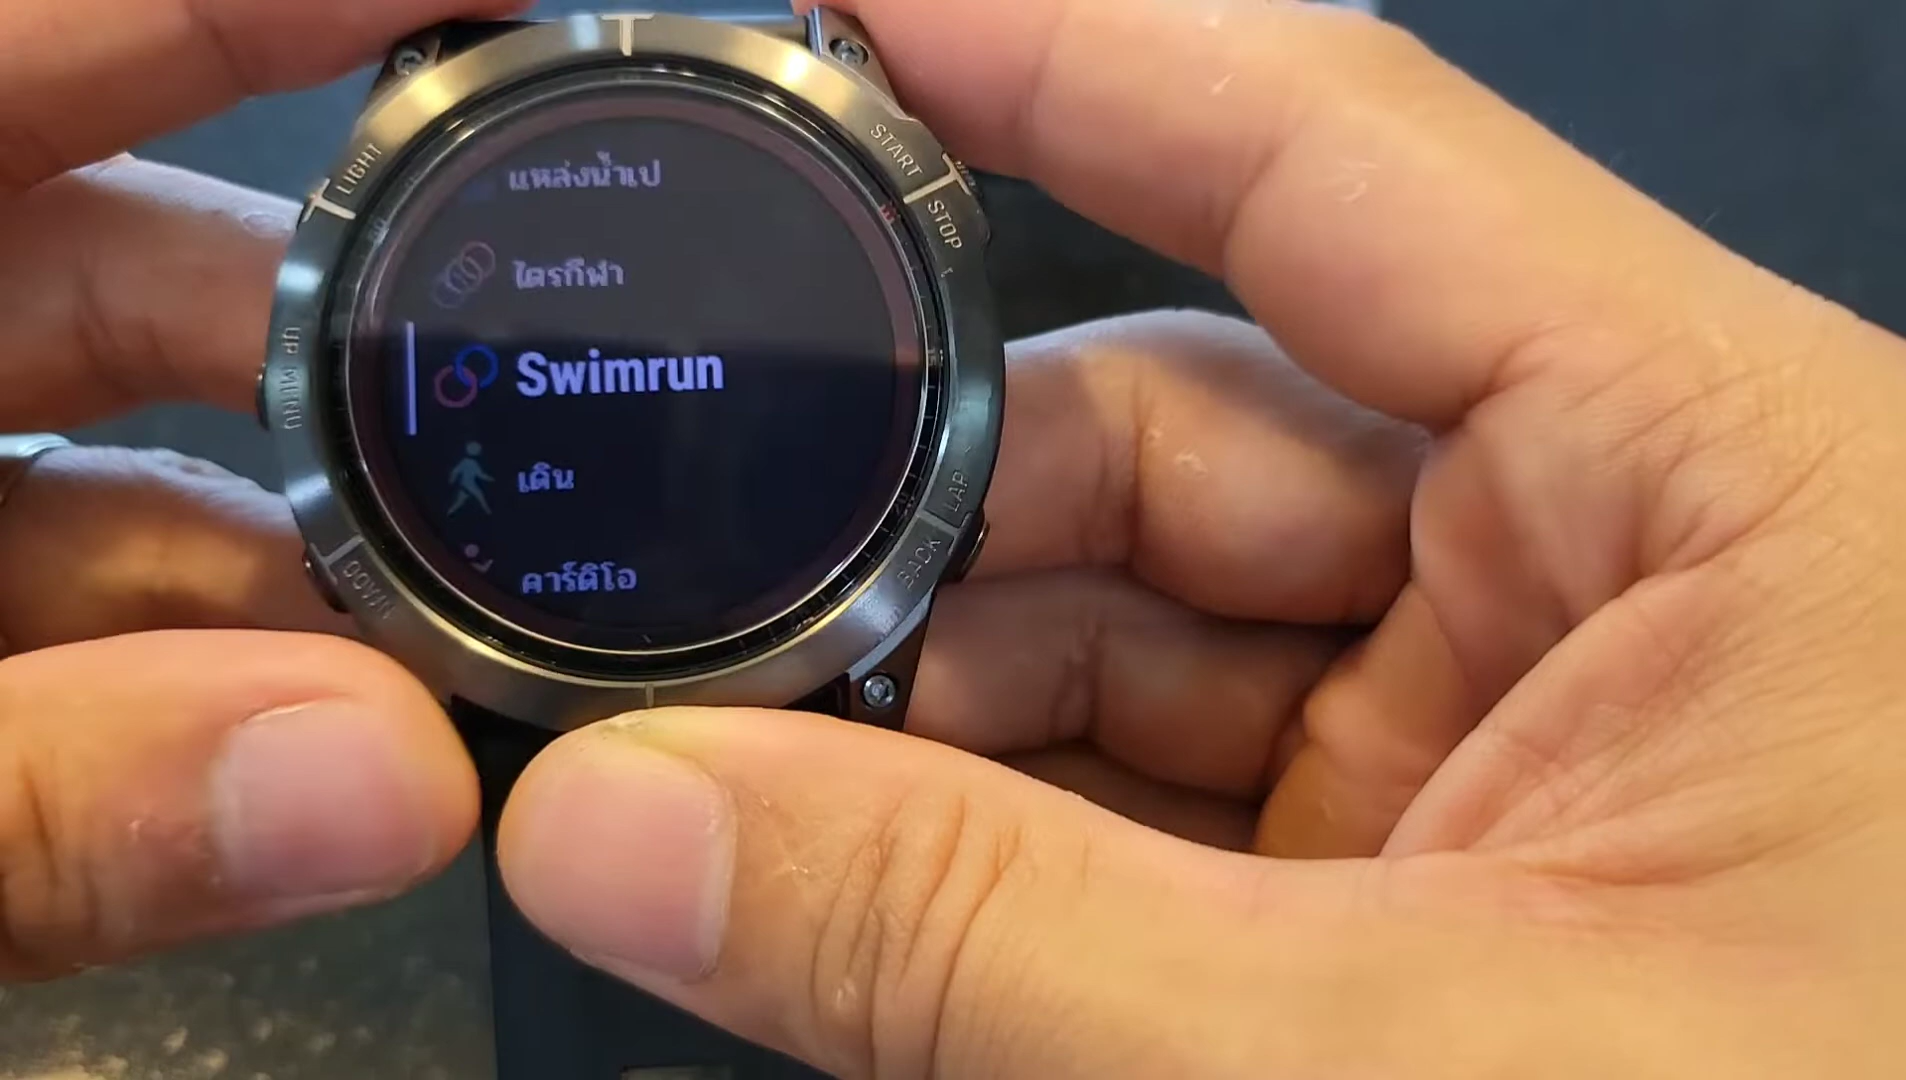 LIGHT
START
STOP
UP MENU
DOWN
LAP
BACK
แหล่งน้ำเป
ไตรกีฬา
Swimrun
เดิน
คาร์ดิโอ